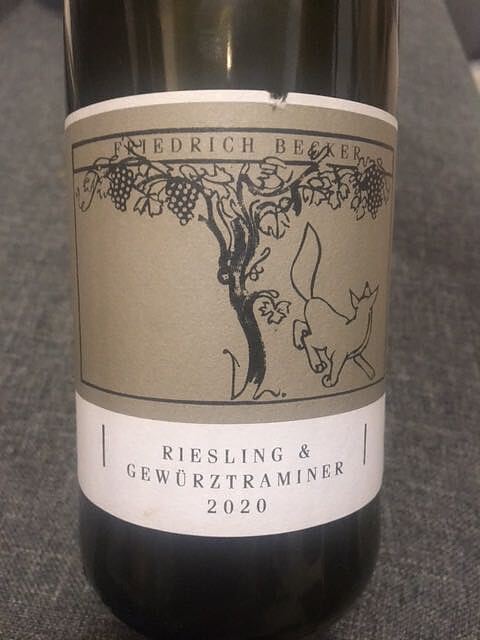 FRIEDRICH BECKER
RIESLING &
GEWÜRZTRAMINER
2020